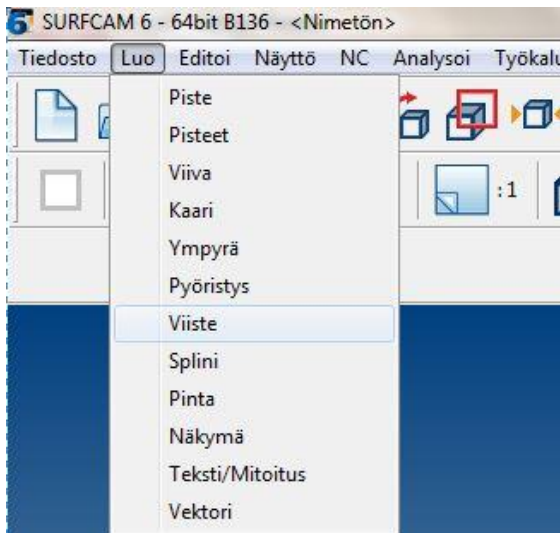 SURFCAM 6 - 64bit B136 - <Nimetön>
Tiedosto Luo Editoi Näyttö NC Analysoi
Piste
Pisteet
Viiva
Kaari
:1
Ympyrä
Pyöristys
Viiste
Splini
Pinta
Näkymä
Teksti/Mitoitus
Vektori